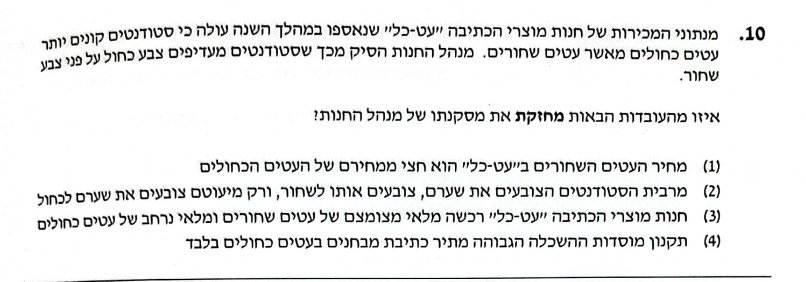 10. מנתוני המכירות של חנות מוצרי הכתיבה "עט-כל" שנאספו במהלך השנה עולה כי סטודנטים קונים יותר
עטים כחולים מאשר עטים שחורים. מנהל החנות הסיק מכך שסטודנטים מעדיפים צבע כחול על פני צבע
שחור.
איזו מהעובדות הבאות מחזקת את מסקנתו של מנהל החנות?
(1) מחיר העטים השחורים ב"עט-כל" הוא חצי ממחירם של העטים הכחולים
(2) מרבית הסטודנטים הצובעים את שערם, צובעים אותו לשחור, ורק מיעוטם צובעים את שערם לכחול
(3) חנות מוצרי הכתיבה "עט-כל" רכשה מלאי מצומצם של עטים שחורים ומלאי נרחב של עטים כחולים
(4) תקנון מוסדות ההשכלה הגבוהה מתיר כתיבת מבחנים בעטים כחולים בלבד